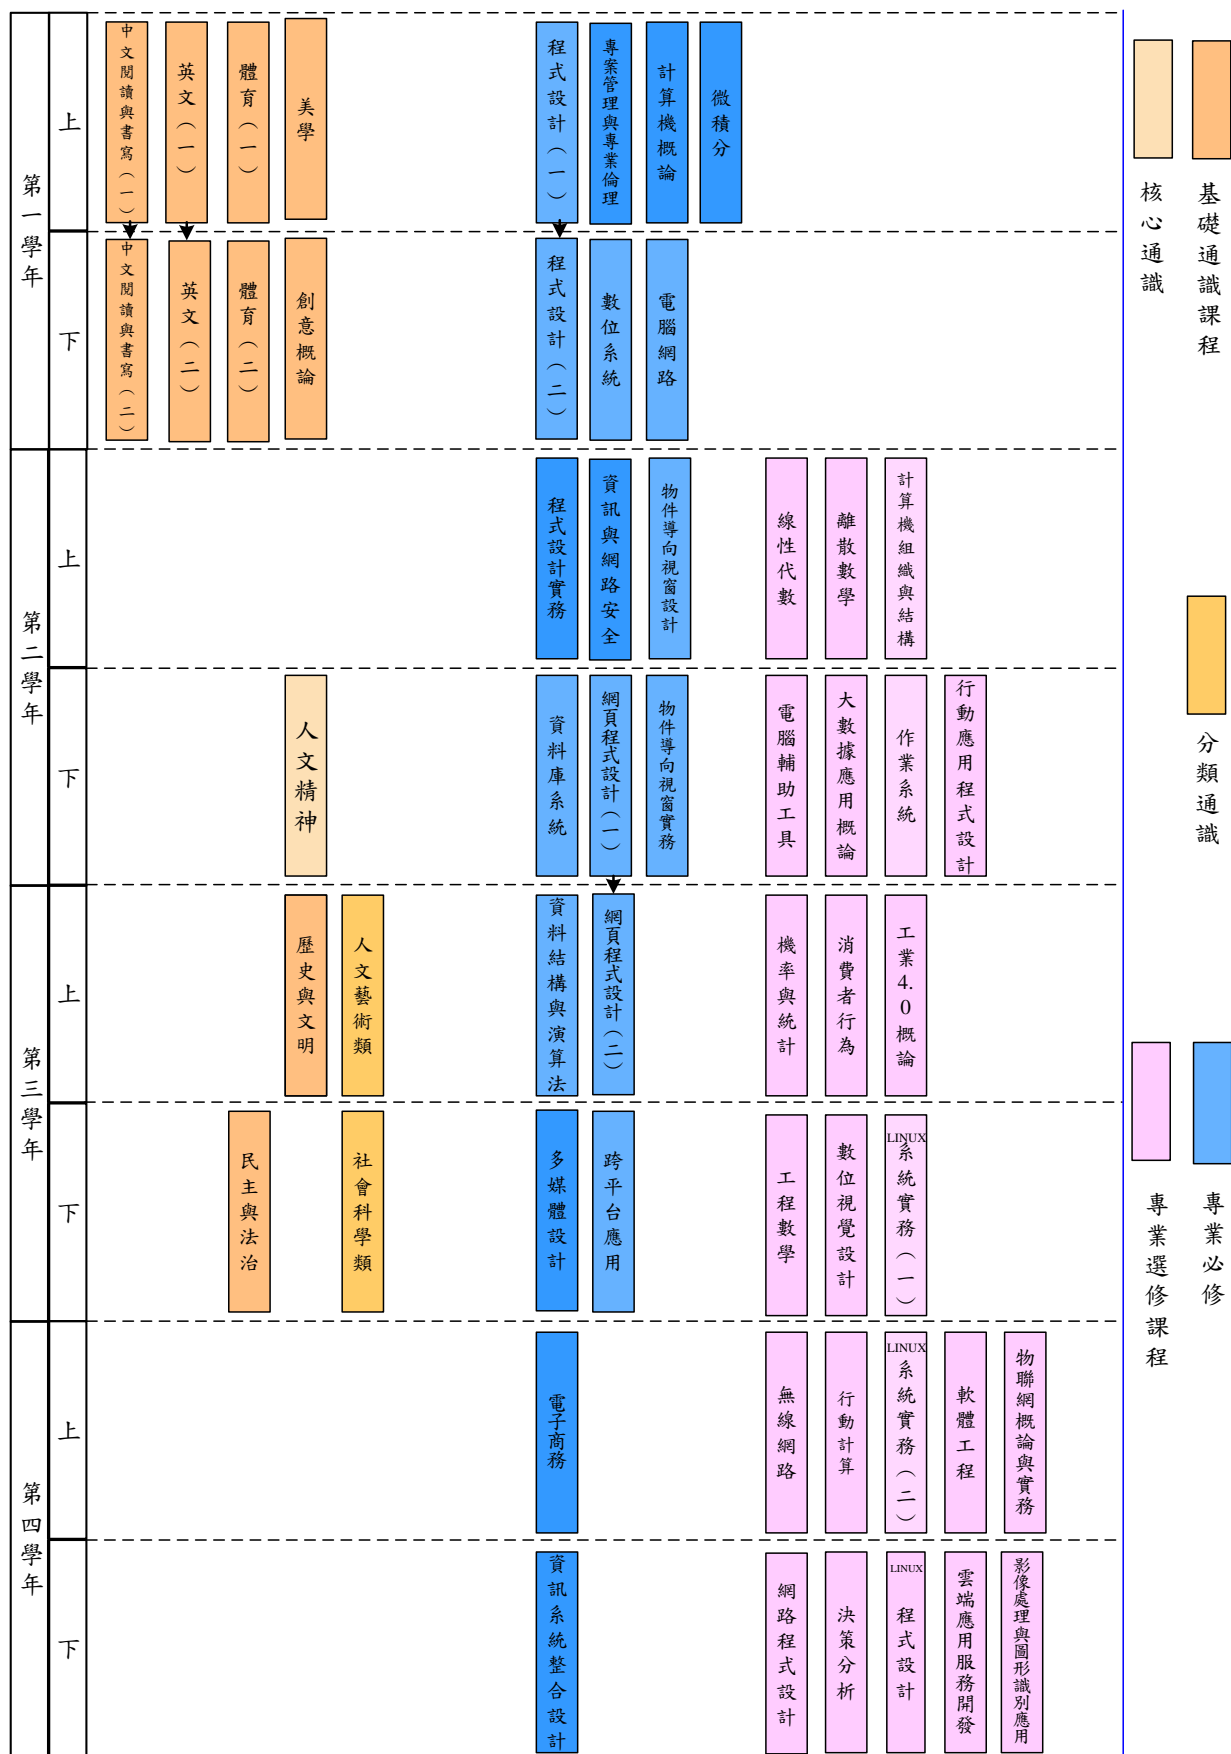 第一學年
上
中文閱讀與書寫（一）
英文（一）
體育（一）
美學
程式設計（一）
專案管理與專業倫理
計算機概論
微積分
下
中文閱讀與書寫（二）
英文（二）
體育（二）
創意概論
程式設計（二）
數位系統
電腦網路
第二學年
上
程式設計實務
資訊與網路安全
物件導向視窗設計
線性代數
離散數學
計算機組織與結構
下
人文精神
資料庫系統
網頁程式設計（一）
物件導向視窗實務
電腦輔助工具
大數據應用概論
作業系統
行動應用程式設計
第三學年
上
歷史與文明
人文藝術類
資料結構與演算法
網頁程式設計（二）
機率與統計
消費者行為
工業4.0概論
下
民主與法治
社會科學類
多媒體設計
跨平台應用
工程數學
數位視覺設計
LINUX系統實務（一）
第四學年
上
電子商務
無線網路
行動計算
LINUX系統實務（二）
軟體工程
物聯網概論與實務
下
資訊系統整合設計
網路程式設計
決策分析
LINUX程式設計
雲端應用服務開發
影像處理與圖形識別應用
核心通識
基礎通識課程
分類通識
專業選修課程
專業必修